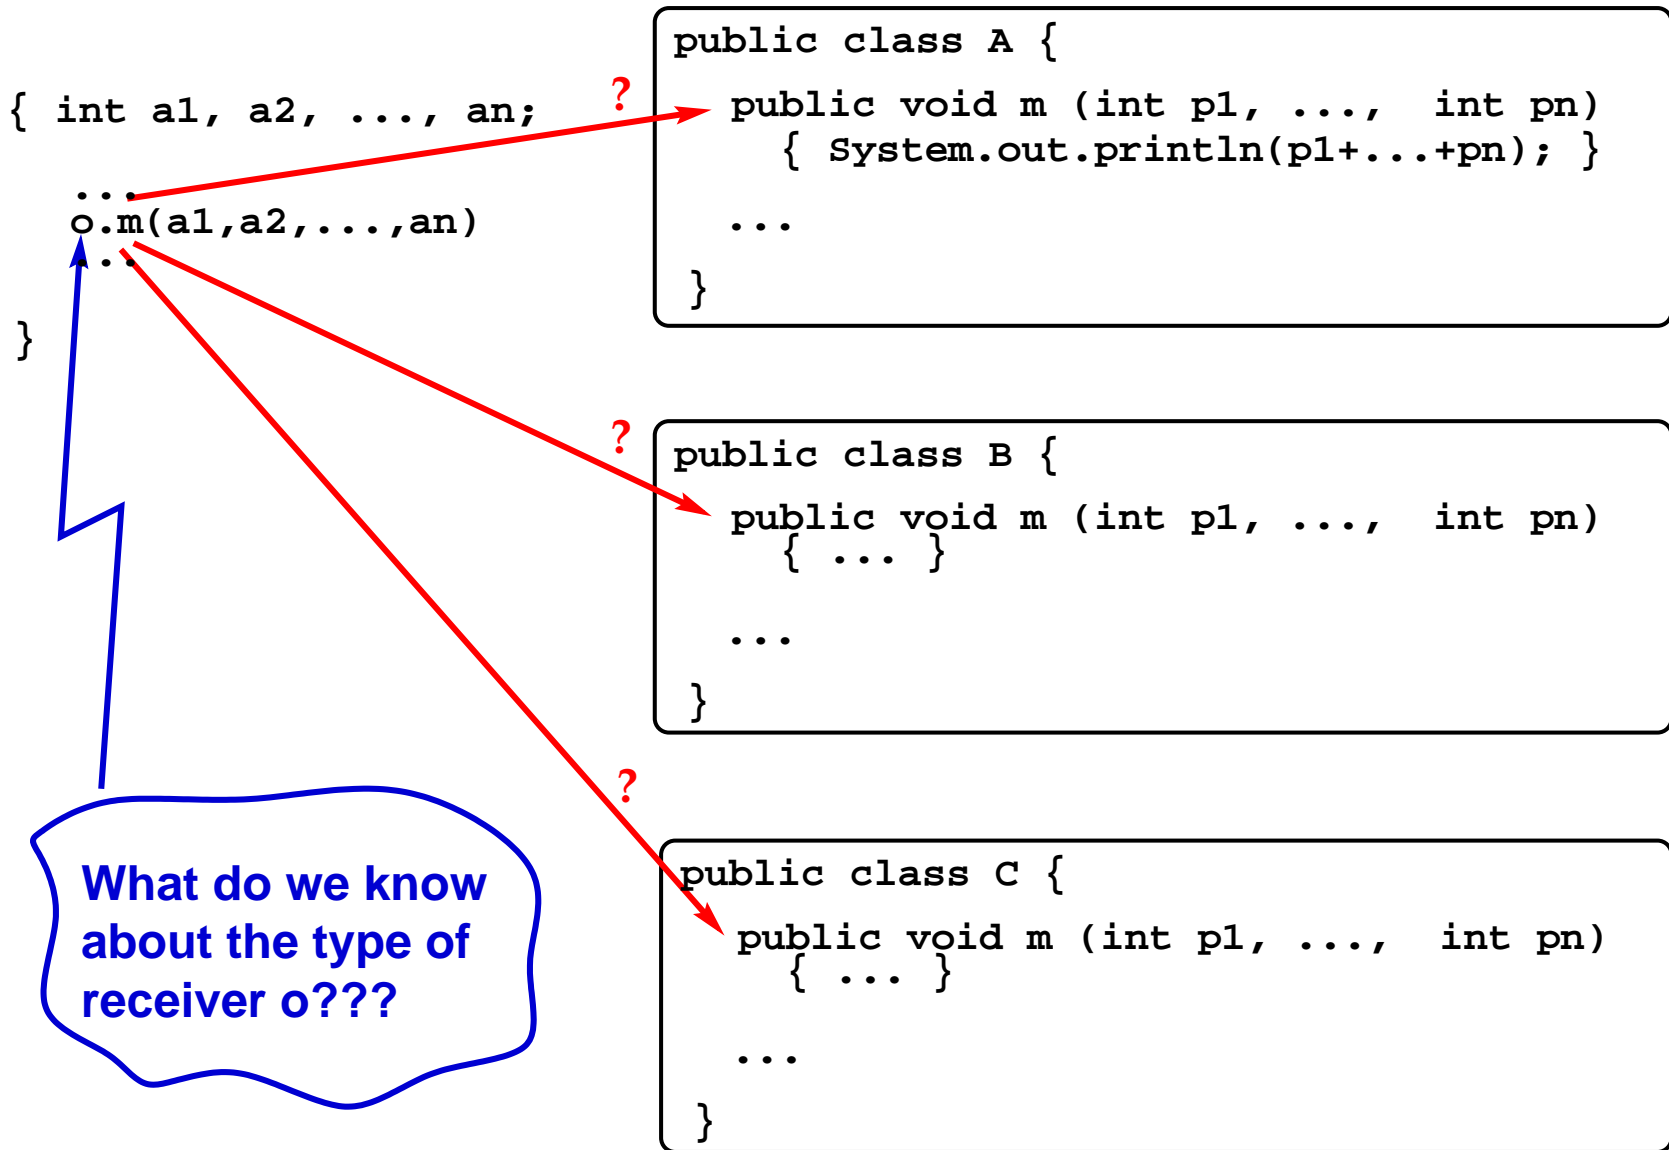 { int a1, a2, ..., an;
...
o.m(a1,a2,...,an)
...
}
?
public class A {
public void m (int p1, ..., int pn)
{ System.out.println(p1+...+pn); }
...
}
?
public class B {
public void m (int p1, ..., int pn)
{ ... }
...
}
?
public class C {
public void m (int p1, ..., int pn)
{ ... }
...
}
What do we know
about the type of
receiver o???